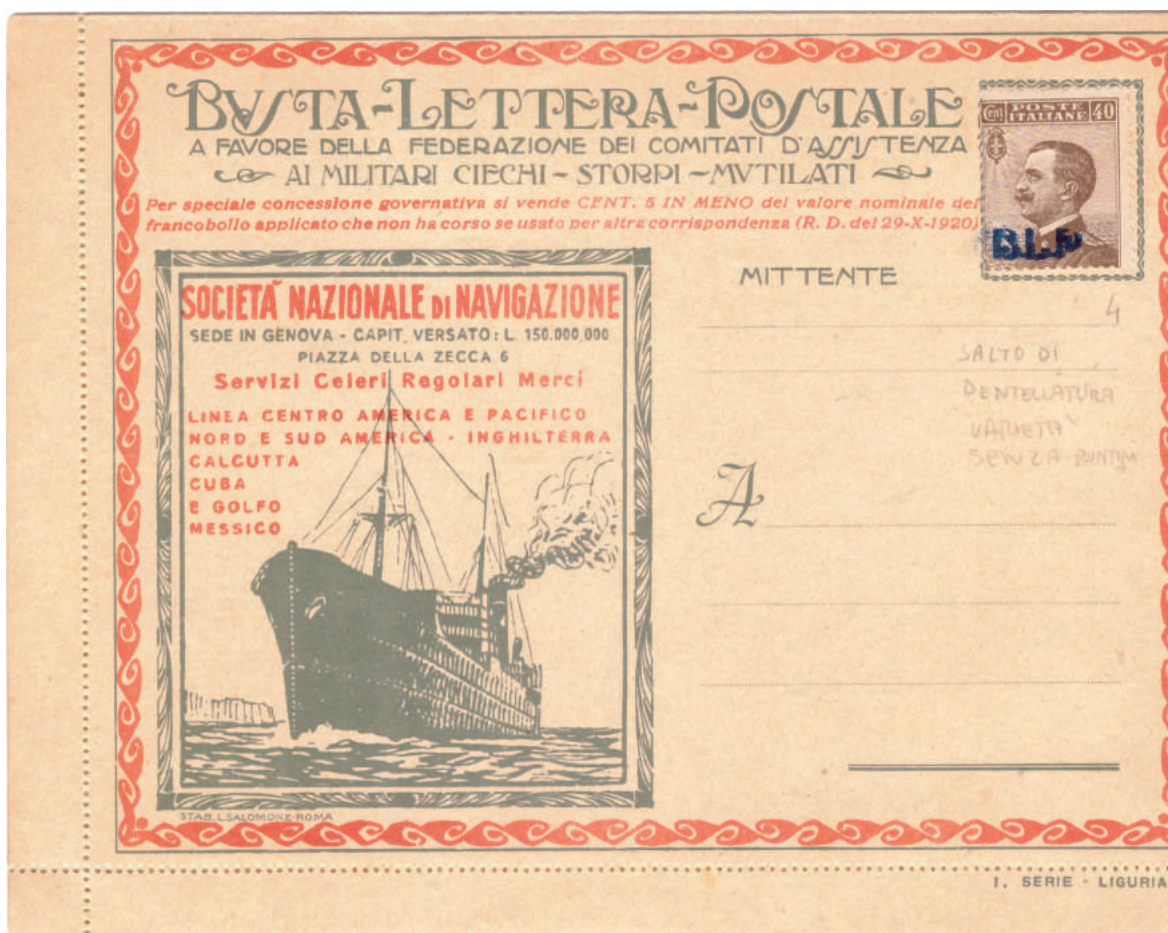 BVSTA-LETTERA-POSTALE
A FAVORE DELLA FEDERAZIONE DEI COMITATI D'ASSISTENZA
AI MILITARI CIECHI - STORPI - MVTILATI
Per speciale concessione governativa si vende CENT. 5 IN MENO del valore nominale del
francobollo applicato che non ha corso se usato per altra corrispondenza (R. D. del 29-X-1920)
Cent POSTE ITALIANE 40
B.L.P
SOCIETÀ NAZIONALE DI NAVIGAZIONE
SEDE IN GENOVA - CAPIT. VERSATO: L. 150.000.000
PIAZZA DELLA ZECCA 6
Servizi Celeri Regolari Merci
LINEA CENTRO AMERICA E PACIFICO
NORD E SUD AMERICA - INGHILTERRA
CALCUTTA
CUBA
E GOLFO
MESSICO
STAB. L. SALOMONE-ROMA
MITTENTE
4
SALTO DI
DENTELLATURA
VARIETA'
SENZA
A
I. SERIE - LIGURIA